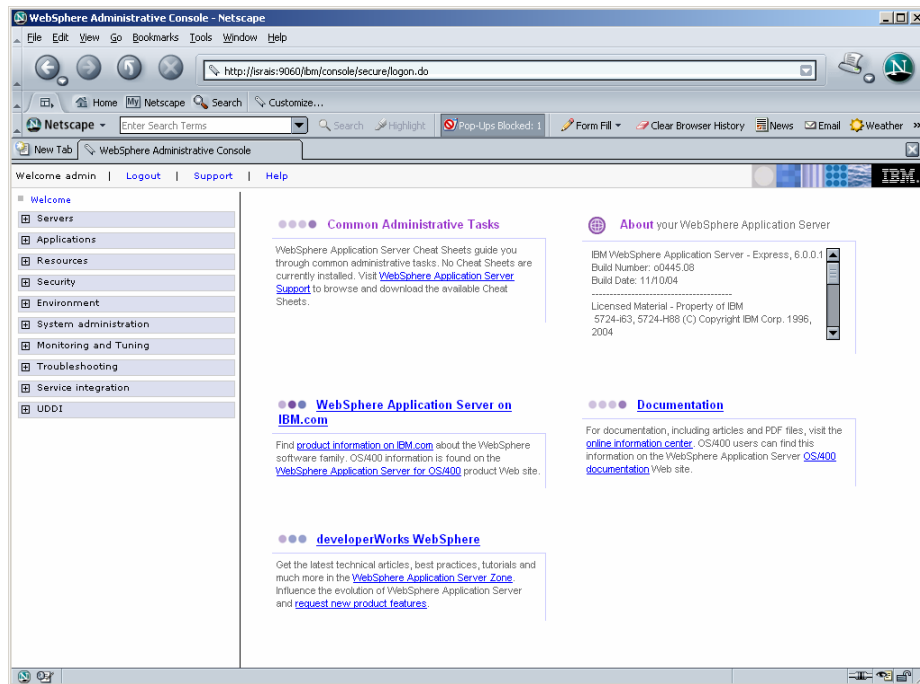 WebSphere Administrative Console - Netscape
File Edit View Go Bookmarks Tools Window Help
http://israis:9060/ibm/console/secure/logon.do
N
Home My Netscape Search Customize...
Netscape Enter Search Terms Search Highlight Pop-Ups Blocked: 1 Form Fill Clear Browser History News Email Weather »
New Tab WebSphere Administrative Console
Welcome admin | Logout | Support | Help
IBM.
Welcome
Servers
Applications
Resources
Security
Environment
System administration
Monitoring and Tuning
Troubleshooting
Service integration
UDDI
Common Administrative Tasks
WebSphere Application Server Cheat Sheets guide you
through common administrative tasks. No Cheat Sheets are
currently installed. Visit WebSphere Application Server
Support to browse and download the available Cheat
Sheets.
About your WebSphere Application Server
IBM WebSphere Application Server - Express, 6.0.0.1
Build Number: o0445.08
Build Date: 11/10/04
----------------------------------------
Licensed Material - Property of IBM
5724-i63, 5724-H88 (C) Copyright IBM Corp. 1996,
2004
WebSphere Application Server on
IBM.com
Find product information on IBM.com about the WebSphere
software family. OS/400 information is found on the
WebSphere Application Server for OS/400 product Web site.
Documentation
For documentation, including articles and PDF files, visit the
online information center. OS/400 users can find this
information on the WebSphere Application Server OS/400
documentation Web site.
developerWorks WebSphere
Get the latest technical articles, best practices, tutorials and
much more in the WebSphere Application Server Zone.
Influence the evolution of WebSphere Application Server
and request new product features.